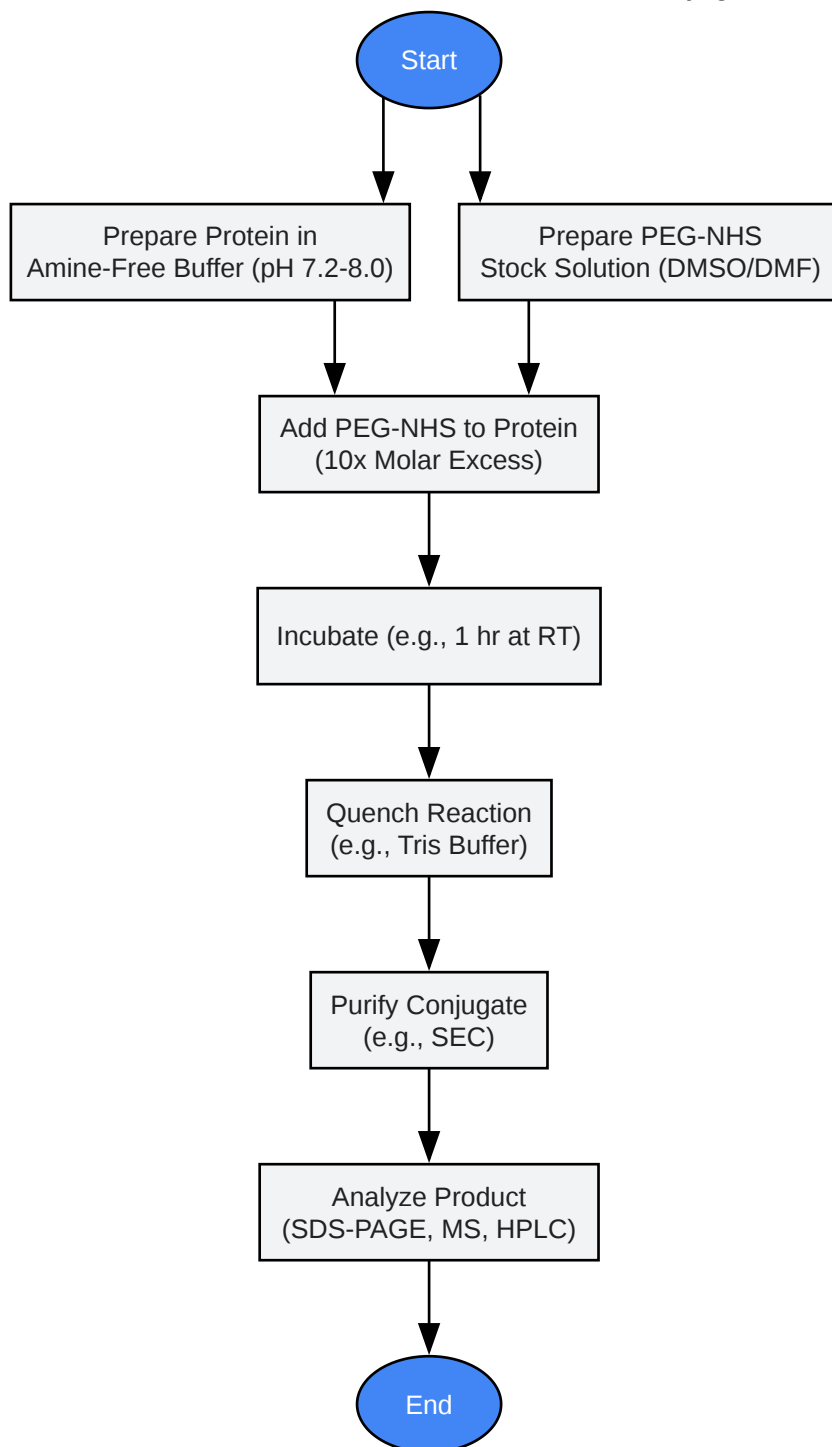 Start
Prepare Protein in
Amine-Free Buffer (pH 7.2-8.0)
Prepare PEG-NHS
Stock Solution (DMSO/DMF)
Add PEG-NHS to Protein
(10x Molar Excess)
Incubate (e.g., 1 hr at RT)
Quench Reaction
(e.g., Tris Buffer)
Purify Conjugate
(e.g., SEC)
Analyze Product
(SDS-PAGE, MS, HPLC)
End